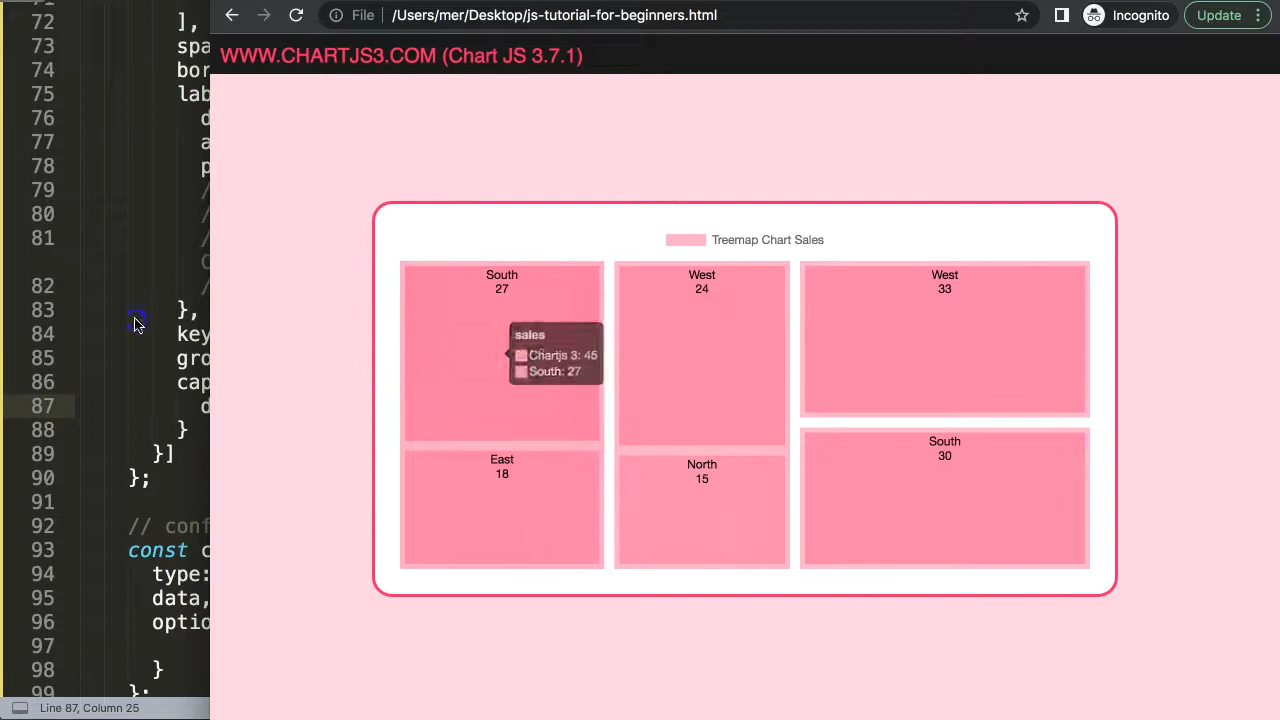 71
72 ],
73 spa
74 bor
75 lab
76 d
77 a
78 p
79 /
80 /
81 /
82 /
83 },
84 key
85 gro
86 cap
87 d
88 }
89 }]
90 };
91
92 // conf
93 const c
94 type:
95 data,
96 optio
97
98 }
99 };
Line 87, Column 25
File /Users/mer/Desktop/js-tutorial-for-beginners.html
Incognito
Update
WWW.CHARTJS3.COM (Chart JS 3.7.1)
Treemap Chart Sales
South
27
sales
Chartjs 3: 45
South: 27
East
18
West
24
North
15
West
33
South
30